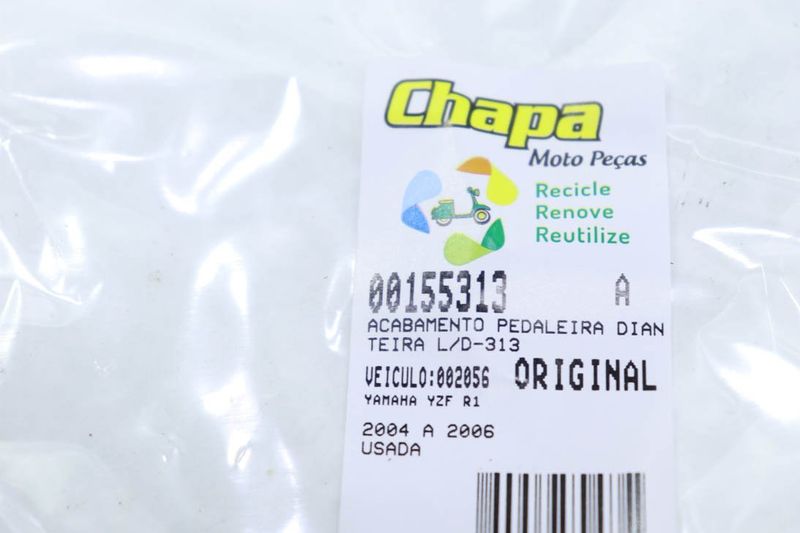 Chapa
Moto Peças
Recicle
Renove
Reutilize
00155313 A
ACABAMENTO PEDALEIRA DIAN
TEIRA L/D-313
VEICULO:002056 ORIGINAL
YAMAHA YZF R1
2004 A 2006
USADA